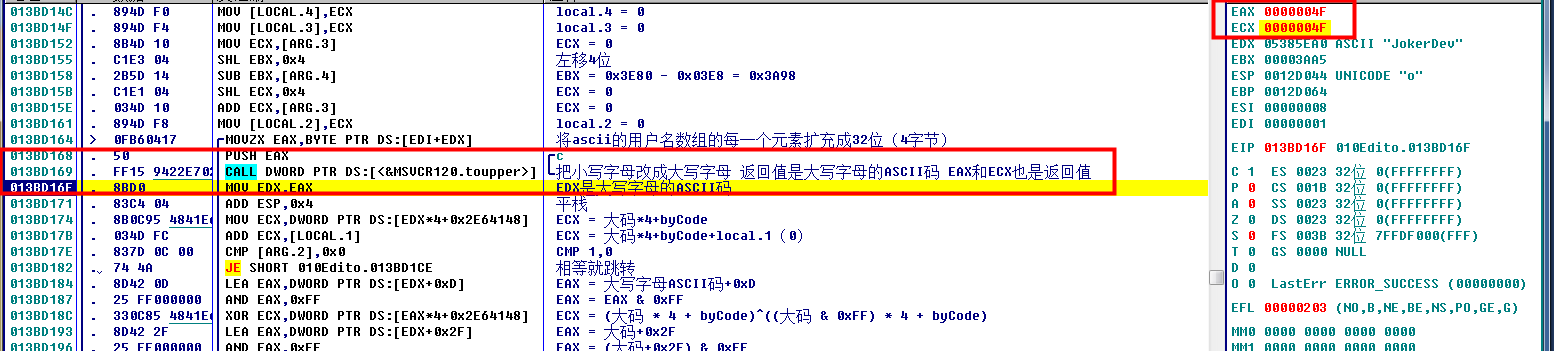 013BD14C . 894D F0 MOV [LOCAL.4],ECX local.4 = 0
013BD14F . 894D F4 MOV [LOCAL.3],ECX local.3 = 0
013BD152 . 8B4D 10 MOV ECX,[ARG.3] ECX = 0
013BD155 . C1E3 04 SHL EBX,0x4 左移4位
013BD158 . 2B5D 14 SUB EBX,[ARG.4] EBX = 0x3E80 - 0x03E8 = 0x3A98
013BD15B . C1E1 04 SHL ECX,0x4 ECX = 0
013BD15E . 034D 10 ADD ECX,[ARG.3] ECX = 0
013BD161 . 894D F8 MOV [LOCAL.2],ECX local.2 = 0
013BD164 > 0FB60417 MOVZX EAX,BYTE PTR DS:[EDI+EDX] 将ascii的用户名数组的每一个元素扩充成32位（4字节）
013BD168 . 50 PUSH EAX c
013BD169 . FF15 9422E702 CALL DWORD PTR DS:[<&MSVCR120.toupper>] 把小写字母改成大写字母 返回值是大写字母的ASCII码 EAX和ECX也是返回值
013BD16F . 8BD0 MOV EDX,EAX EDX是大写字母的ASCII码
013BD171 . 83C4 04 ADD ESP,0x4 平栈
013BD174 . 8B0C95 4841E6 MOV ECX,DWORD PTR DS:[EDX*4+0x2E64148] ECX = 大码*4+byCode
013BD17B . 034D FC ADD ECX,[LOCAL.1] ECX = 大码*4+byCode+local.1（0）
013BD17E . 837D 0C 00 CMP [ARG.2],0x0 CMP 1,0
013BD182 . 74 4A JE SHORT 010Edito.013BD1CE 相等就跳转
013BD184 . 8D42 0D LEA EAX,DWORD PTR DS:[EDX+0xD] EAX = 大写字母ASCII码+0xD
013BD187 . 25 FF000000 AND EAX,0xFF EAX = EAX & 0xFF
013BD18C . 330C85 4841E6 XOR ECX,DWORD PTR DS:[EAX*4+0x2E64148] ECX = (大码 * 4 + byCode)^((大码 & 0xFF) * 4 + byCode)
013BD193 . 8D42 2F LEA EAX,DWORD PTR DS:[EDX+0x2F] EAX = 大码+0x2F
013BD196 . 25 FF000000 AND EAX,0xFF EAX = (大码+0x2F) & 0xFF
EAX 0000004F
ECX 0000004F
EDX 05385EA0 ASCII "JokerDev"
EBX 00003AA5
ESP 0012D044 UNICODE "o"
EBP 0012D064
ESI 00000008
EDI 00000001
EIP 013BD16F 010Edito.013BD16F
C 1 ES 0023 32位 0(FFFFFFFF)
P 0 CS 001B 32位 0(FFFFFFFF)
A 0 SS 0023 32位 0(FFFFFFFF)
Z 0 DS 0023 32位 0(FFFFFFFF)
S 0 FS 003B 32位 7FFDF000(FFF)
T 0 GS 0000 NULL
D 0
O 0 LastErr ERROR_SUCCESS (00000000)
EFL 00000203 (NO,B,NE,BE,NS,PO,GE,G)
MM0 0000 0000 0000 0000
MM1 0000 0000 0000 0000